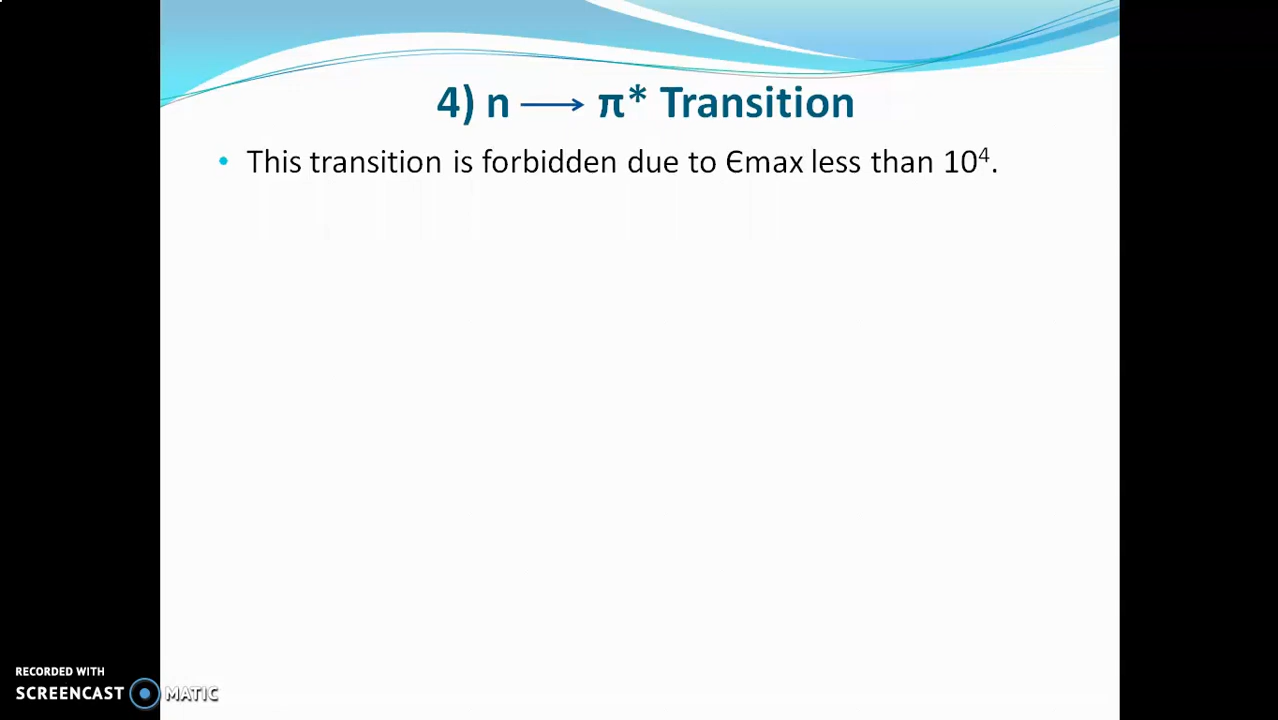 4) n ⟶ π* Transition
• This transition is forbidden due to Єmax less than 10⁴.
RECORDED WITH
SCREENCAST MATIC